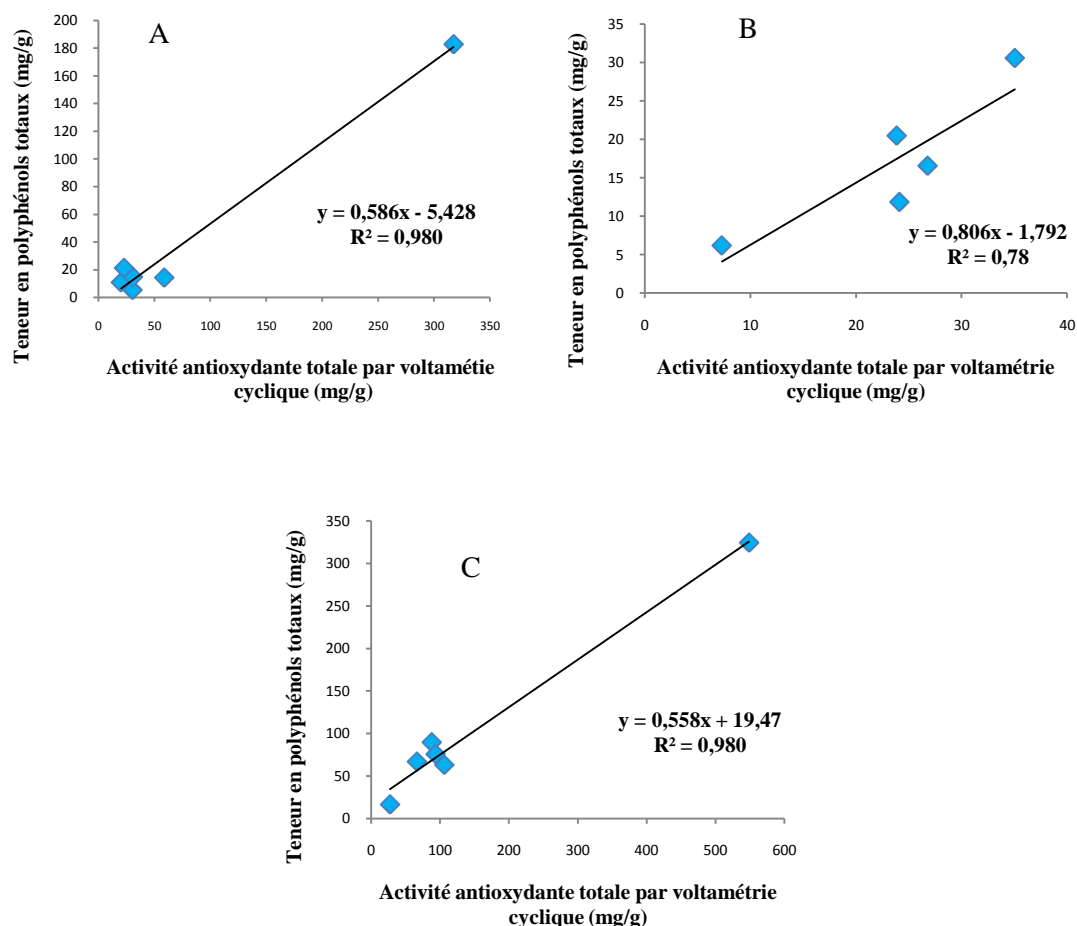 A
Teneur en polyphénols totaux (mg/g)
200
180
160
140
120
100
80
60
40
20
0
y = 0,586x - 5,428
R² = 0,980
0 50 100 150 200 250 300 350
Activité antioxydante totale par voltamétie
cyclique (mg/g)
B
Teneur en polyphénols totaux (mg/g)
35
30
25
20
15
10
5
0
y = 0,806x - 1,792
R² = 0,78
0 10 20 30 40
Activité antioxydante totale par voltamétrie
cyclique (mg/g)
C
Teneur en polyphénols totaux (mg/g)
350
300
250
200
150
100
50
0
y = 0,558x + 19,47
R² = 0,980
0 100 200 300 400 500 600
Activité antioxydante totale par voltamétrie
cyclique (mg/g)